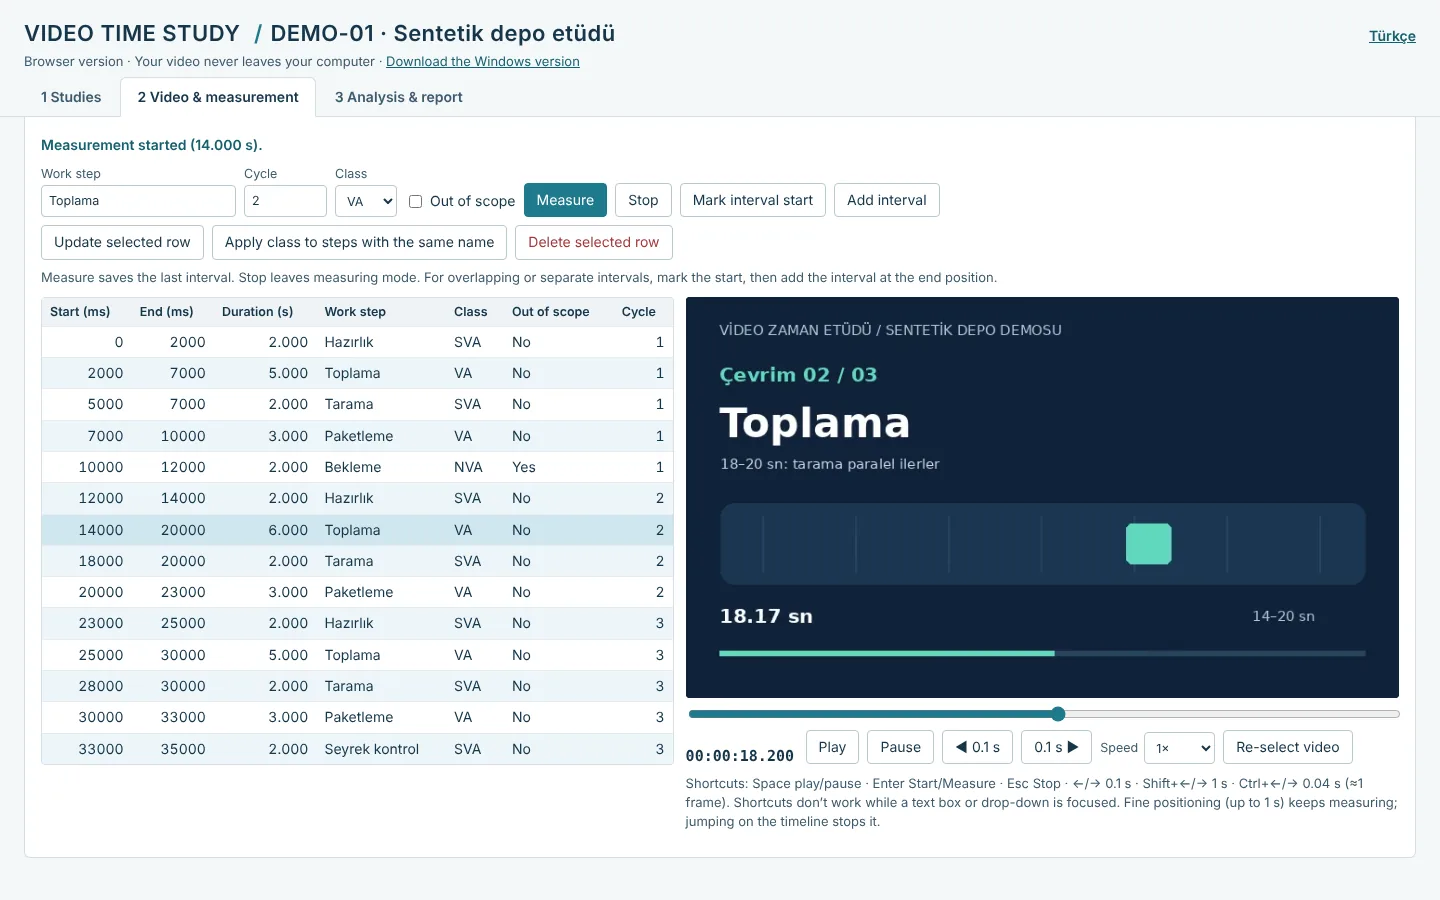 VIDEO TIME STUDY / DEMO-01 · Sentetik depo etüdü
Türkçe
Browser version · Your video never leaves your computer · Download the Windows version
1 Studies
2 Video & measurement
3 Analysis & report
Measurement started (14.000 s).
Work step
Cycle
Class
Toplama
2
VA
Out of scope
Measure
Stop
Mark interval start
Add interval
Update selected row
Apply class to steps with the same name
Delete selected row
Measure saves the last interval. Stop leaves measuring mode. For overlapping or separate intervals, mark the start, then add the interval at the end position.
Start (ms) End (ms) Duration (s) Work step Class Out of scope Cycle
0 2000 2.000 Hazırlık SVA No 1
2000 7000 5.000 Toplama VA No 1
5000 7000 2.000 Tarama SVA No 1
7000 10000 3.000 Paketleme VA No 1
10000 12000 2.000 Bekleme NVA Yes 1
12000 14000 2.000 Hazırlık SVA No 2
14000 20000 6.000 Toplama VA No 2
18000 20000 2.000 Tarama SVA No 2
20000 23000 3.000 Paketleme VA No 2
23000 25000 2.000 Hazırlık SVA No 3
25000 30000 5.000 Toplama VA No 3
28000 30000 2.000 Tarama SVA No 3
30000 33000 3.000 Paketleme VA No 3
33000 35000 2.000 Seyrek kontrol SVA No 3
VİDEO ZAMAN ETÜDÜ / SENTETİK DEPO DEMOSU
Çevrim 02 / 03
Toplama
18–20 sn: tarama paralel ilerler
18.17 sn
14–20 sn
00:00:18.200
Play
Pause
◀ 0.1 s
0.1 s ▶
Speed
1×
Re-select video
Shortcuts: Space play/pause · Enter Start/Measure · Esc Stop · ←/→ 0.1 s · Shift+←/→ 1 s · Ctrl+←/→ 0.04 s (≈1
frame). Shortcuts don’t work while a text box or drop-down is focused. Fine positioning (up to 1 s) keeps measuring;
jumping on the timeline stops it.